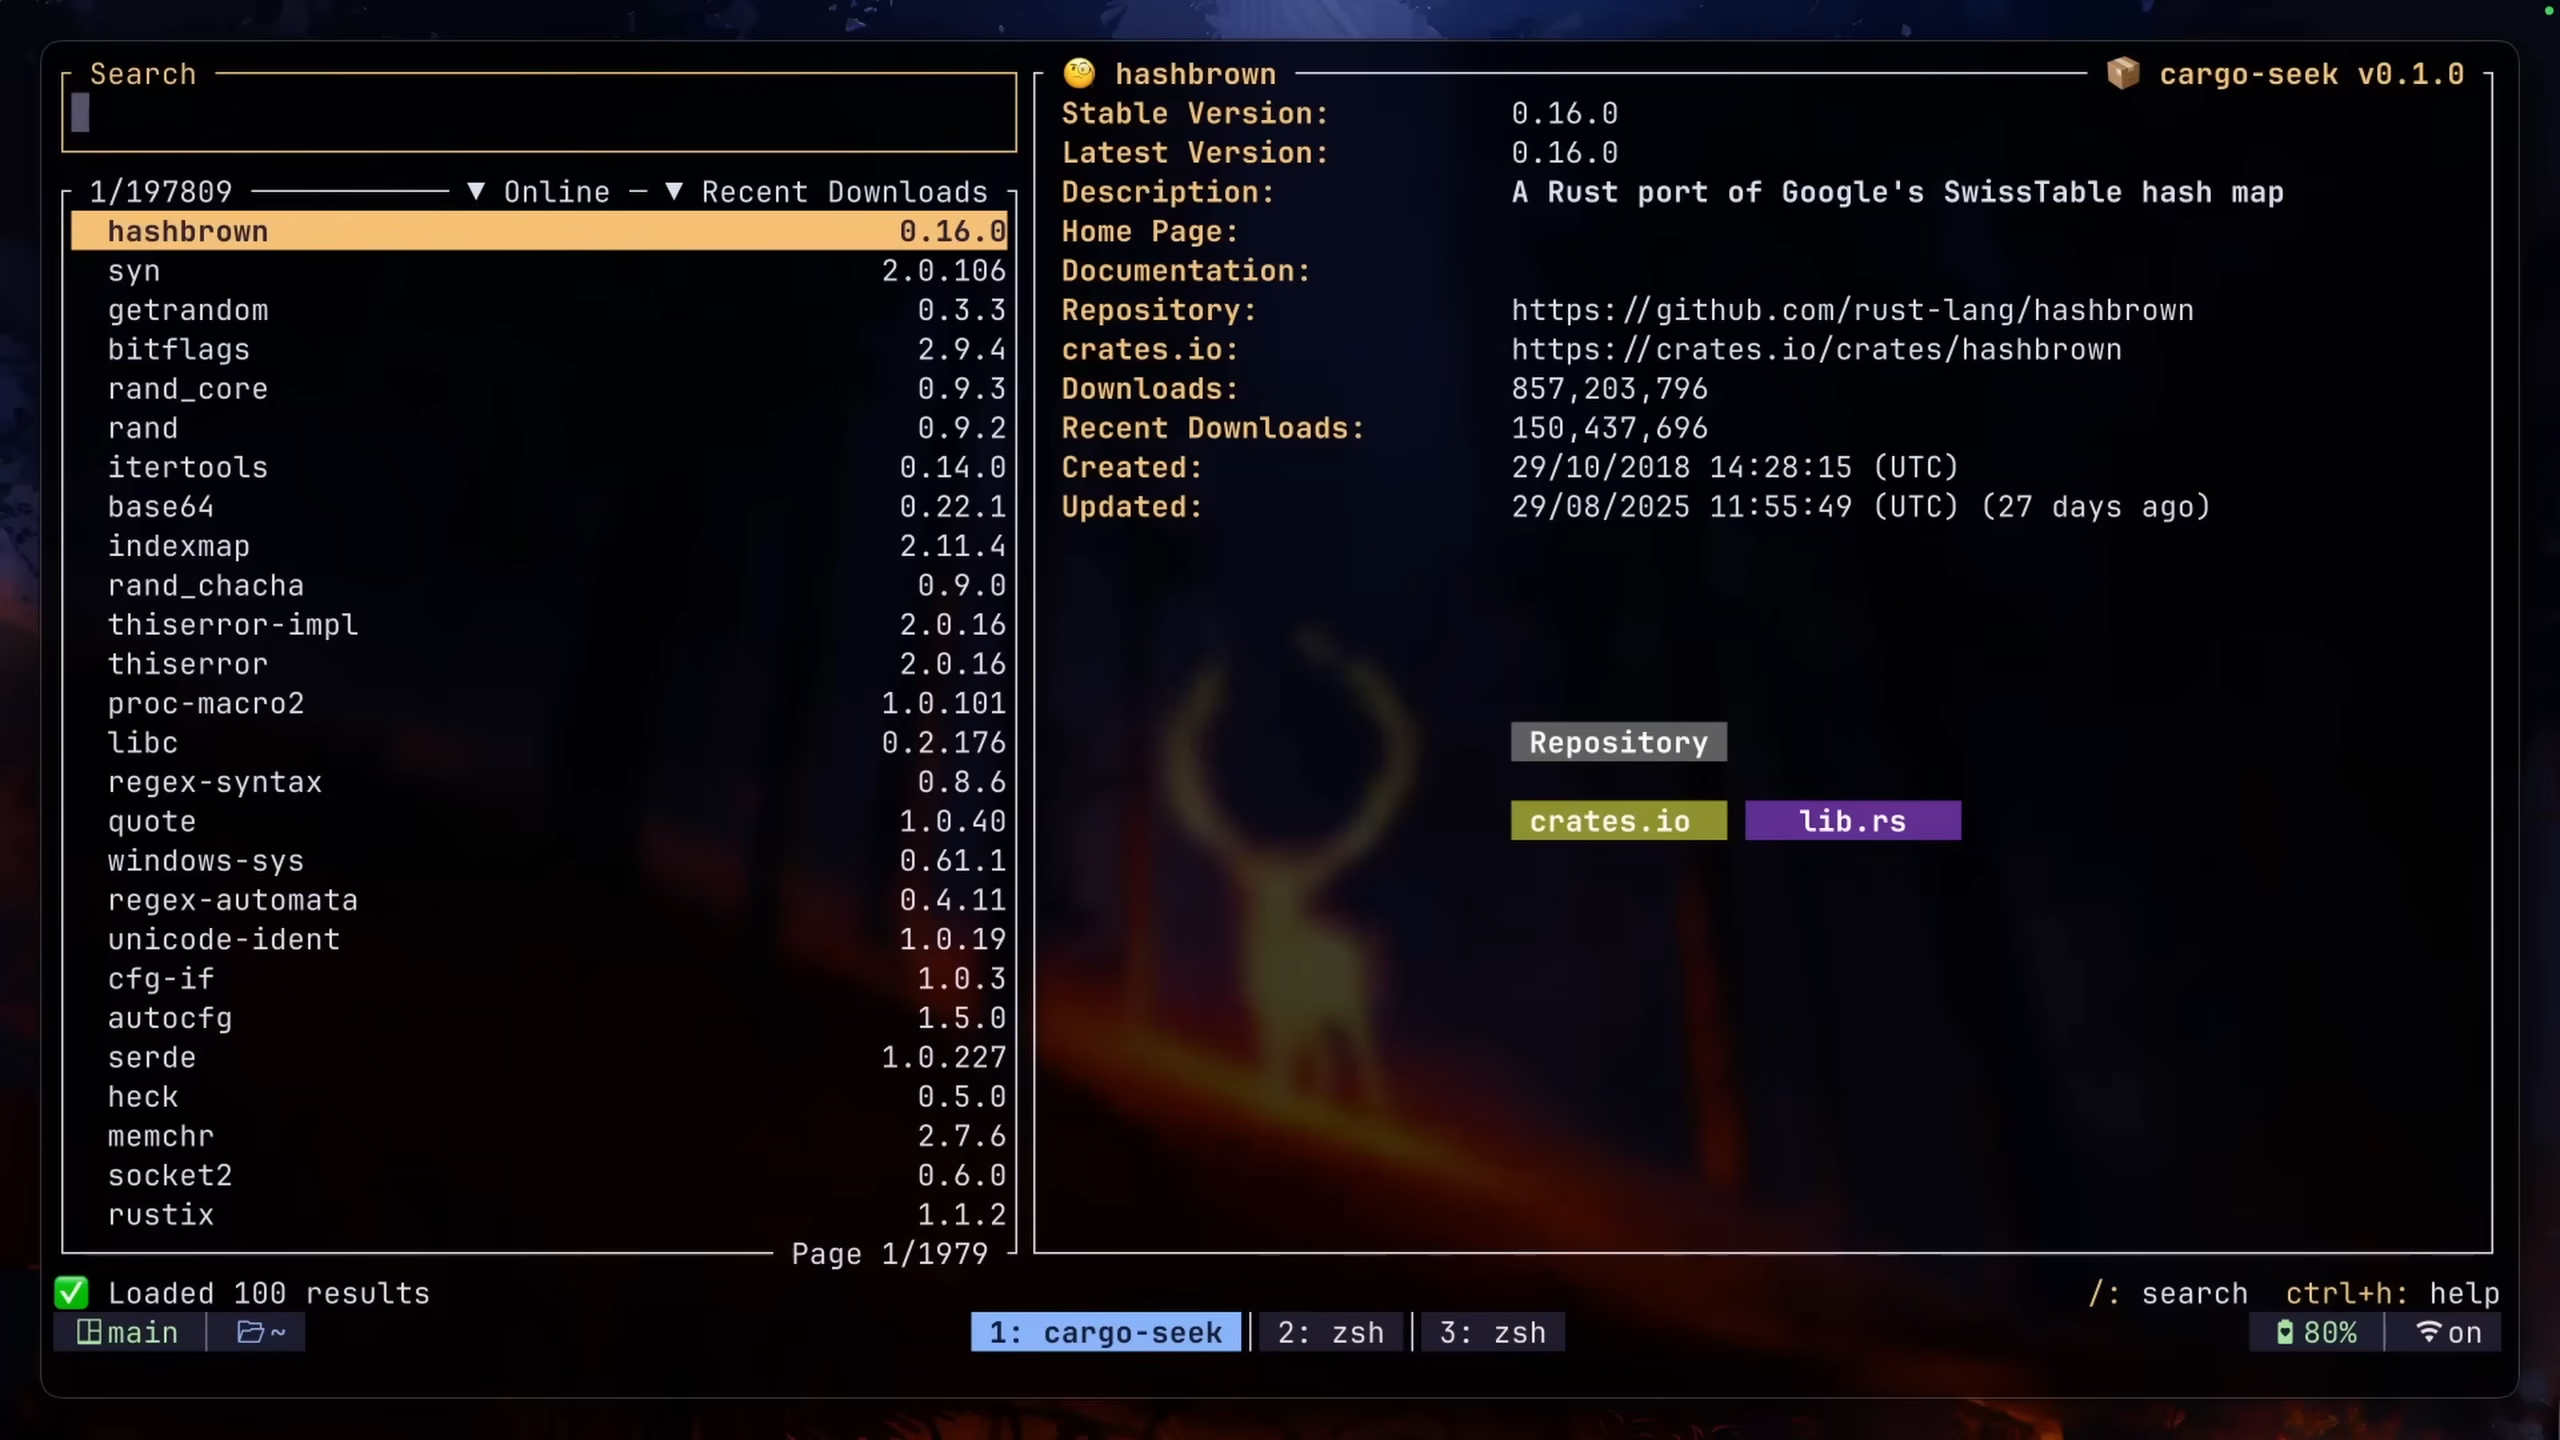 Search
1/197809 ▼ Online — ▼ Recent Downloads
hashbrown 0.16.0
syn 2.0.106
getrandom 0.3.3
bitflags 2.9.4
rand_core 0.9.3
rand 0.9.2
itertools 0.14.0
base64 0.22.1
indexmap 2.11.4
rand_chacha 0.9.0
thiserror-impl 2.0.16
thiserror 2.0.16
proc-macro2 1.0.101
libc 0.2.176
regex-syntax 0.8.6
quote 1.0.40
windows-sys 0.61.1
regex-automata 0.4.11
unicode-ident 1.0.19
cfg-if 1.0.3
autocfg 1.5.0
serde 1.0.227
heck 0.5.0
memchr 2.7.6
socket2 0.6.0
rustix 1.1.2
Page 1/1979
🧐 hashbrown 📦 cargo-seek v0.1.0
Stable Version: 0.16.0
Latest Version: 0.16.0
Description: A Rust port of Google's SwissTable hash map
Home Page:
Documentation:
Repository: https://github.com/rust-lang/hashbrown
crates.io: https://crates.io/crates/hashbrown
Downloads: 857,203,796
Recent Downloads: 150,437,696
Created: 29/10/2018 14:28:15 (UTC)
Updated: 29/08/2025 11:55:49 (UTC) (27 days ago)
Repository
crates.io lib.rs
✅ Loaded 100 results /: search ctrl+h: help
main ~ 1: cargo-seek 2: zsh 3: zsh 80% on